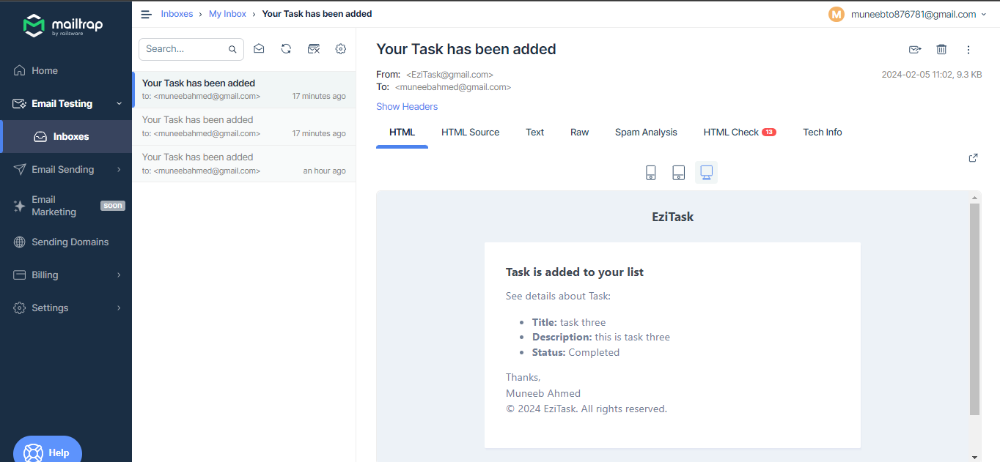 mailtrap
by railsware
Home
Email Testing
Inboxes
Email Sending
Email Marketing
soon
Sending Domains
Billing
Settings
Help
Inboxes › My Inbox › Your Task has been added
M muneebto876781@gmail.com
Search...
Your Task has been added
to: <muneebahmed@gmail.com> 17 minutes ago
Your Task has been added
to: <muneebahmed@gmail.com> 17 minutes ago
Your Task has been added
to: <muneebahmed@gmail.com> an hour ago
Your Task has been added
From: <EziTask@gmail.com> 2024-02-05 11:02, 9.3 KB
To: <muneebahmed@gmail.com>
Show Headers
HTML HTML Source Text Raw Spam Analysis HTML Check 13 Tech Info
EziTask
Task is added to your list
See details about Task:
• Title: task three
• Description: this is task three
• Status: Completed
Thanks,
Muneeb Ahmed
© 2024 EziTask. All rights reserved.